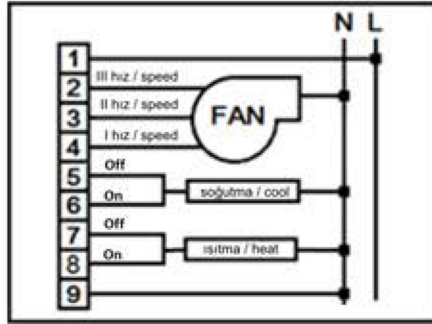 N L
1
2 III hız / speed
3 II hız / speed
4 I hız / speed
FAN
5 Off
6 On
soğutma / cool
7 Off
8 On
ısıtma / heat
9